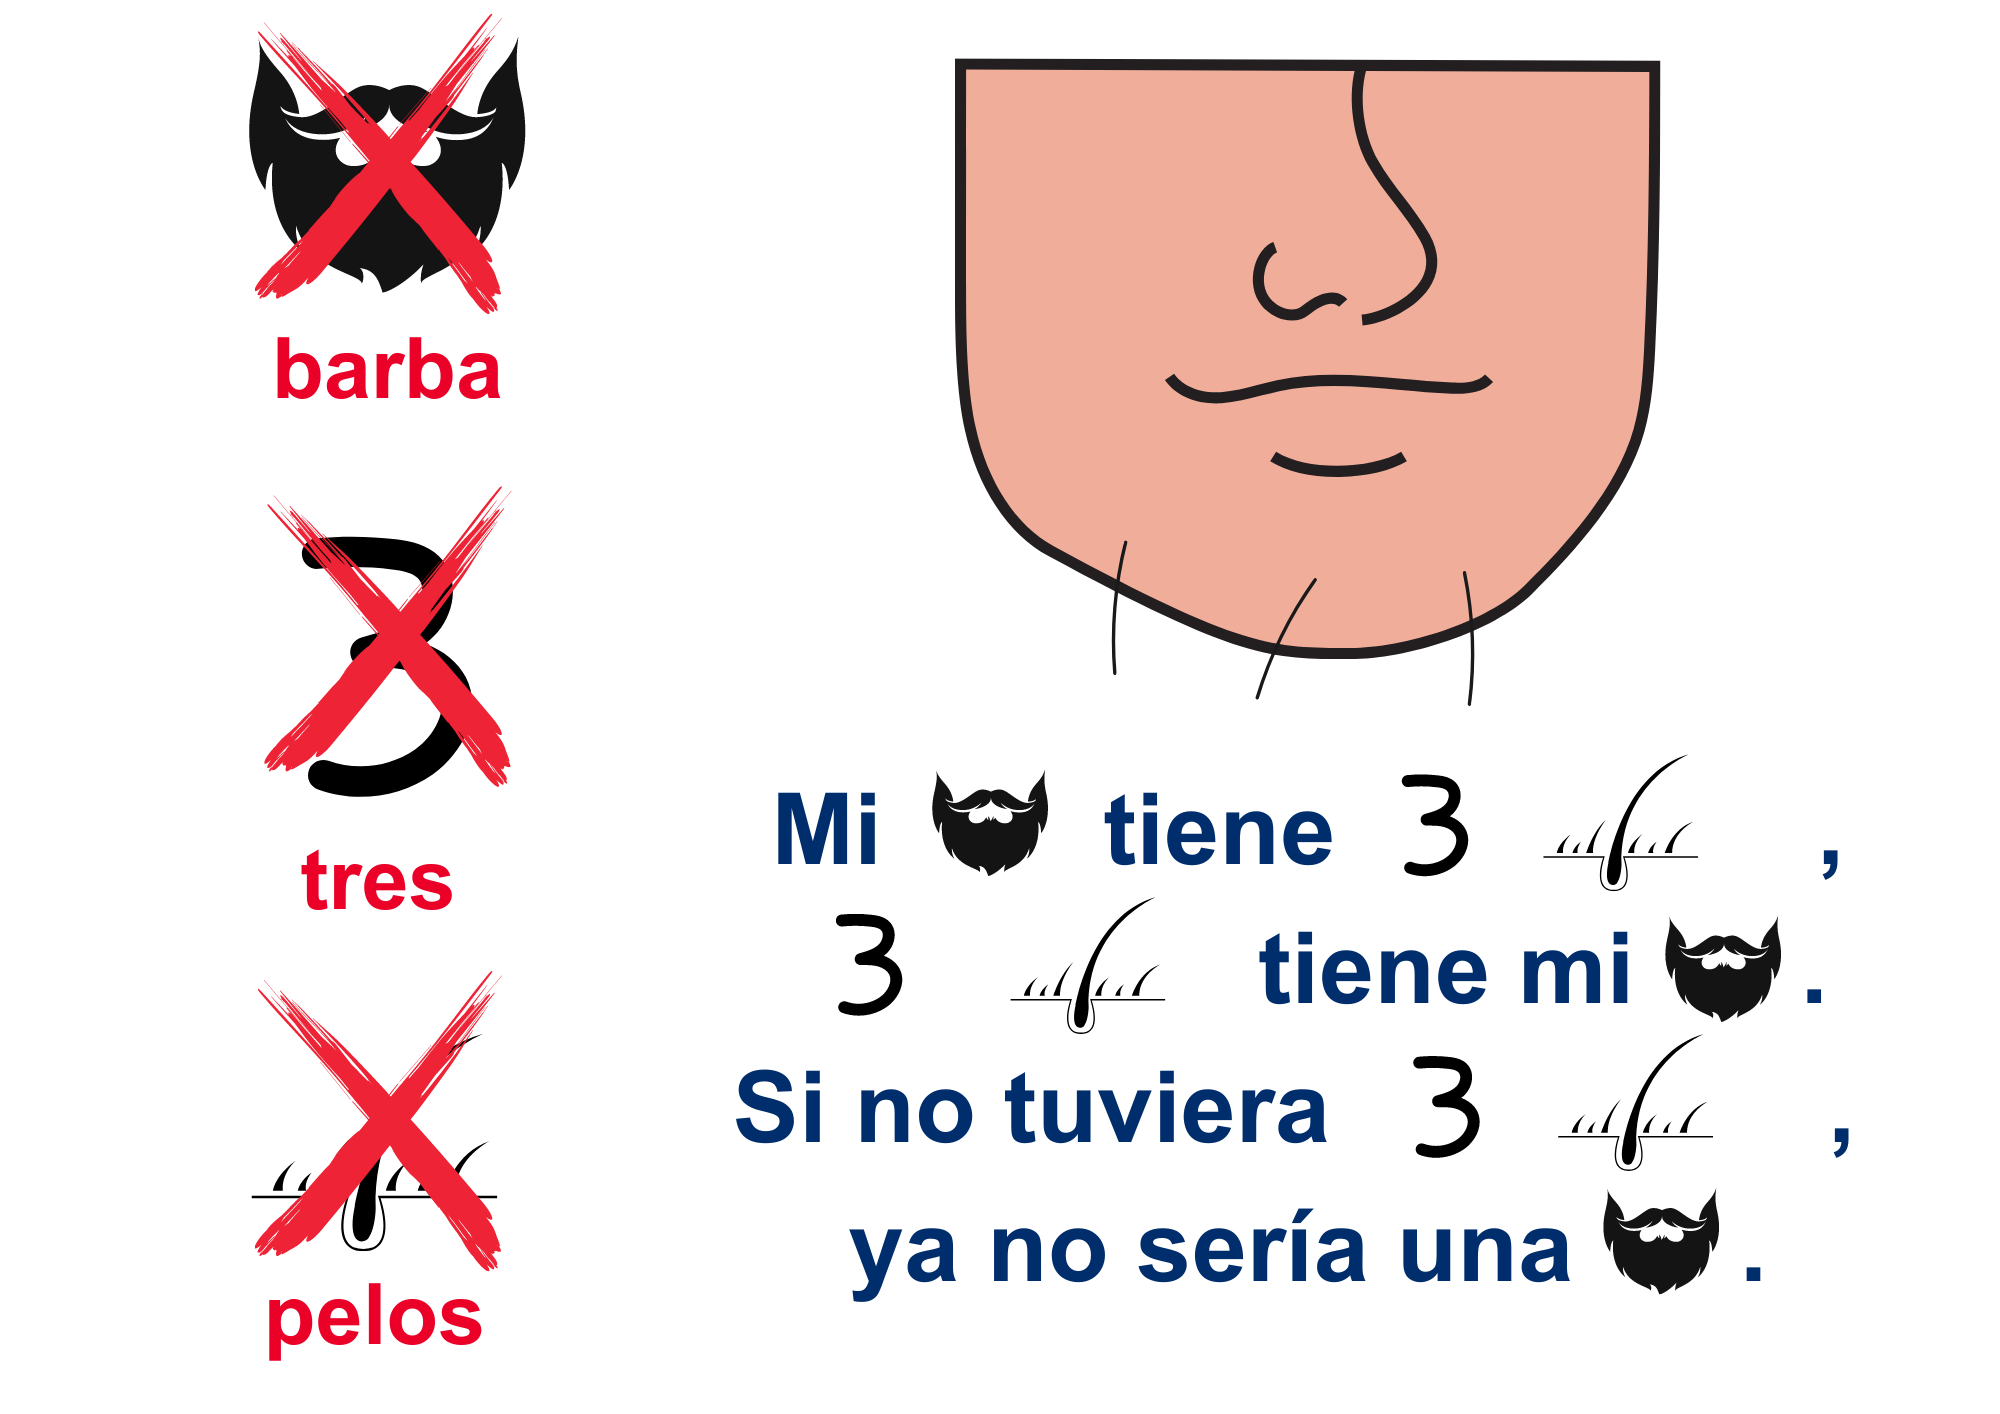 barba
tres
pelos
Mi tiene 3 ,
3 tiene mi .
Si no tuviera 3 ,
ya no sería una .